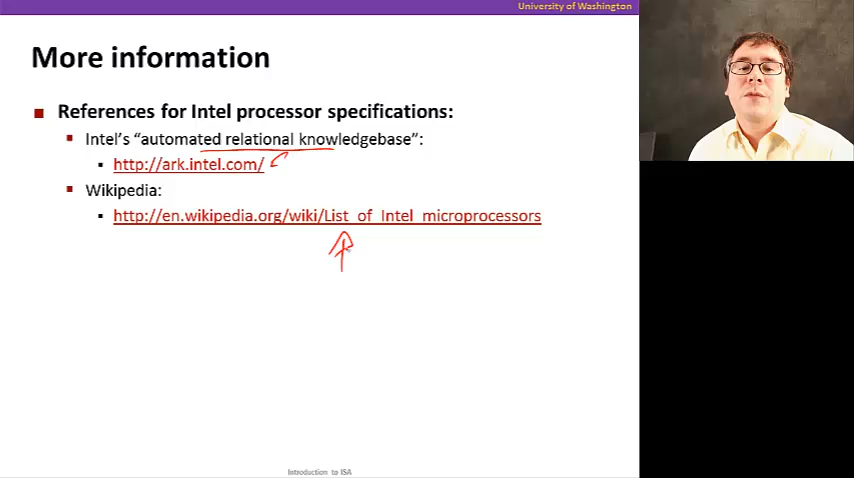 University of Washington
More information
References for Intel processor specifications:
Intel's "automated relational knowledgebase":
http://ark.intel.com/
Wikipedia:
http://en.wikipedia.org/wiki/List_of_Intel_microprocessors
Introduction to ISA